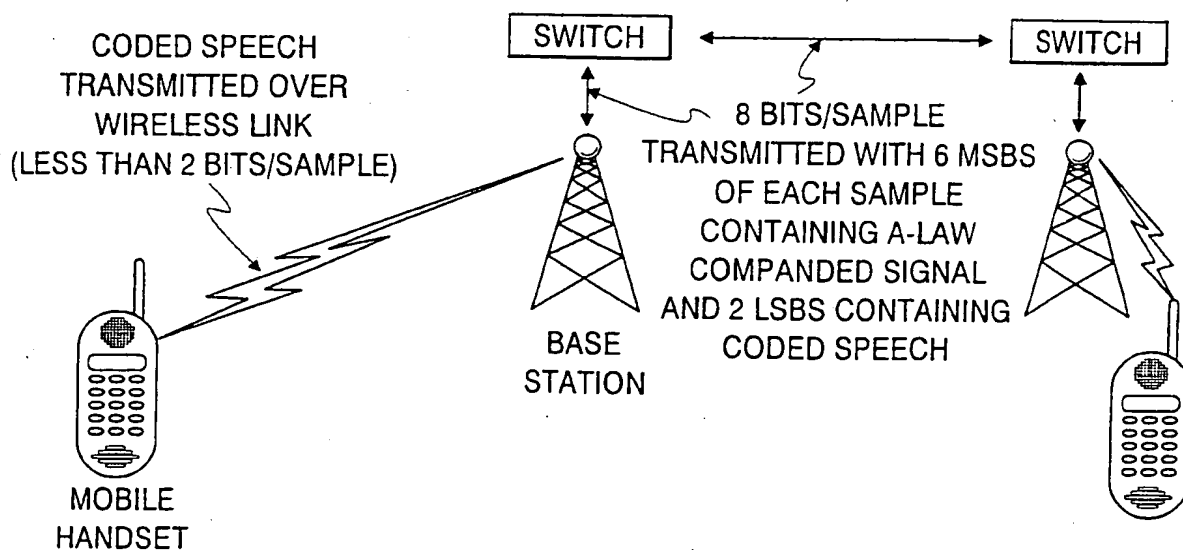 CODED SPEECH
TRANSMITTED OVER
WIRELESS LINK
(LESS THAN 2 BITS/SAMPLE)
SWITCH
SWITCH
8 BITS/SAMPLE
TRANSMITTED WITH 6 MSBS
OF EACH SAMPLE
CONTAINING A-LAW
COMPANDED SIGNAL
AND 2 LSBS CONTAINING
CODED SPEECH
BASE
STATION
MOBILE
HANDSET